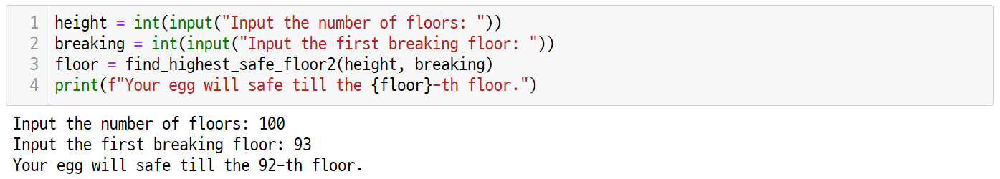 1 height = int(input("Input the number of floors: "))
2 breaking = int(input("Input the first breaking floor: "))
3 floor = find_highest_safe_floor2(height, breaking)
4 print(f"Your egg will safe till the {floor}-th floor.")
Input the number of floors: 100
Input the first breaking floor: 93
Your egg will safe till the 92-th floor.